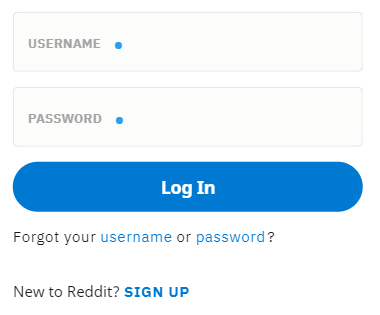 USERNAME
PASSWORD
Log In
Forgot your username or password?
New to Reddit? SIGN UP